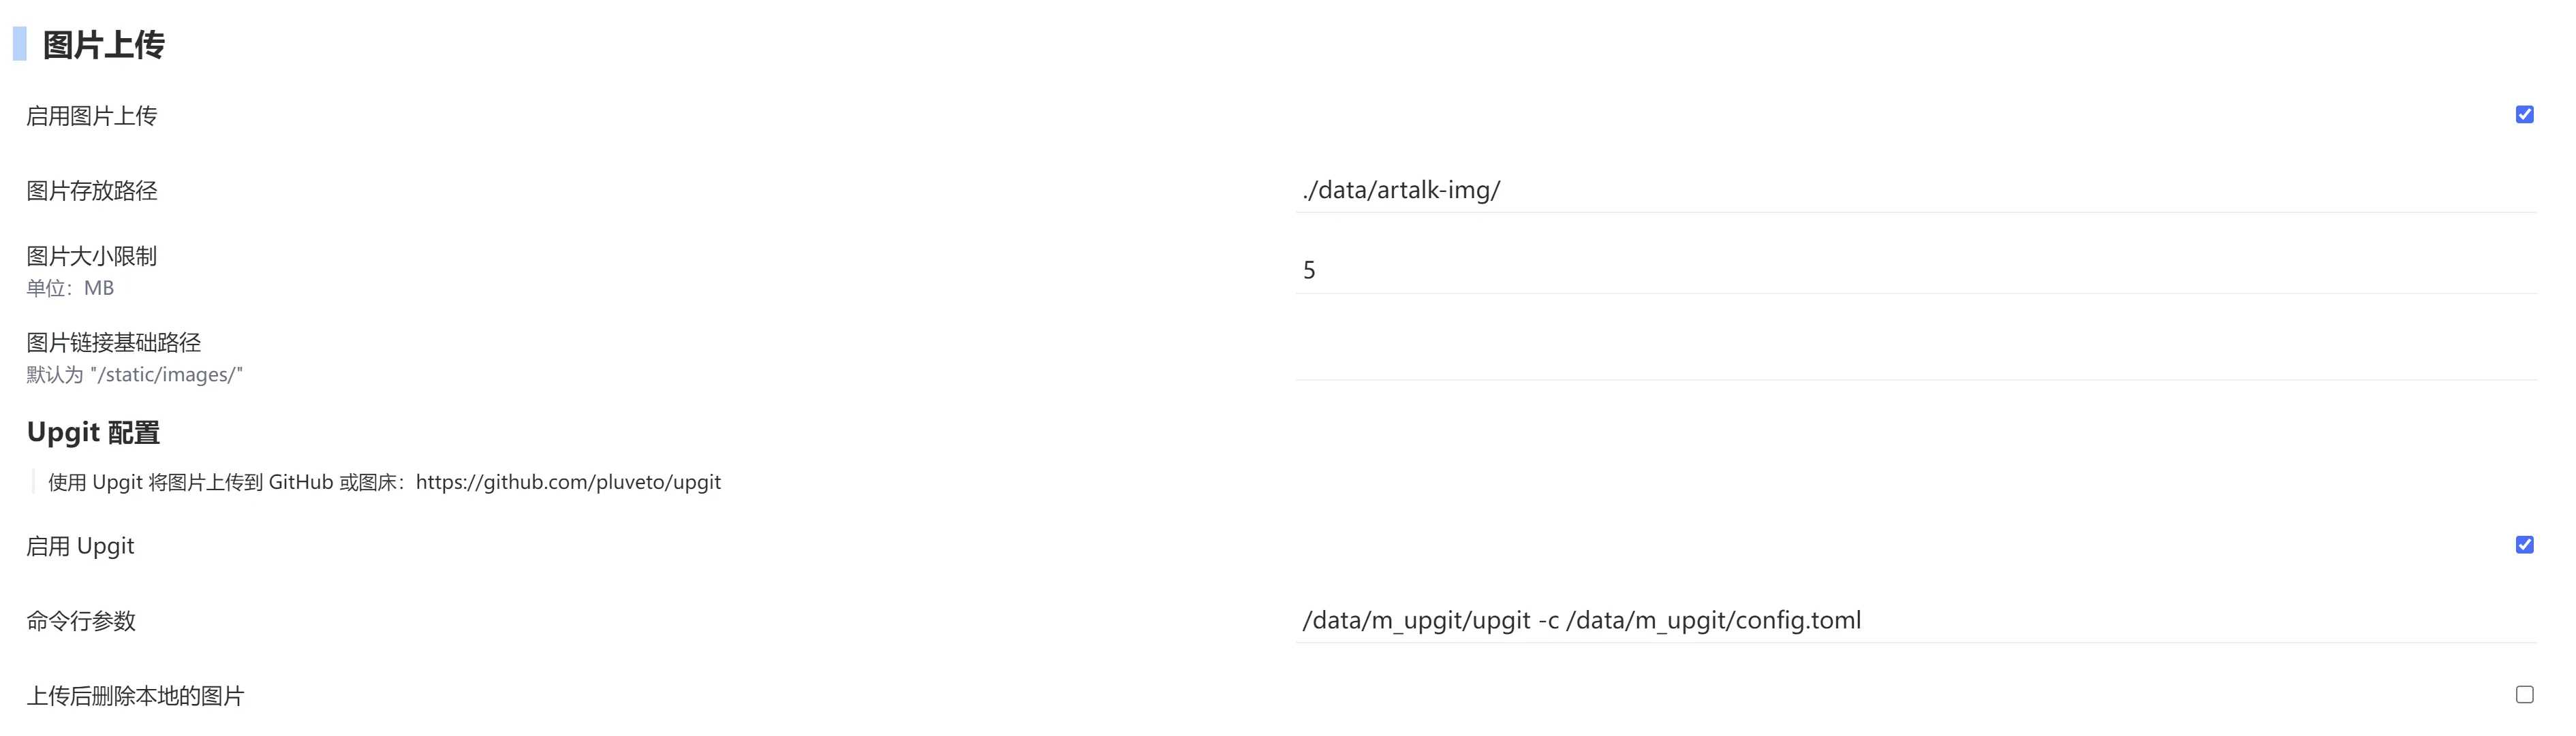 图片上传
启用图片上传
图片存放路径
./data/artalk-img/
图片大小限制
单位：MB
5
图片链接基础路径
默认为 "/static/images/"
Upgit 配置
使用 Upgit 将图片上传到 GitHub 或图床：https://github.com/pluveto/upgit
启用 Upgit
命令行参数
/data/m_upgit/upgit -c /data/m_upgit/config.toml
上传后删除本地的图片